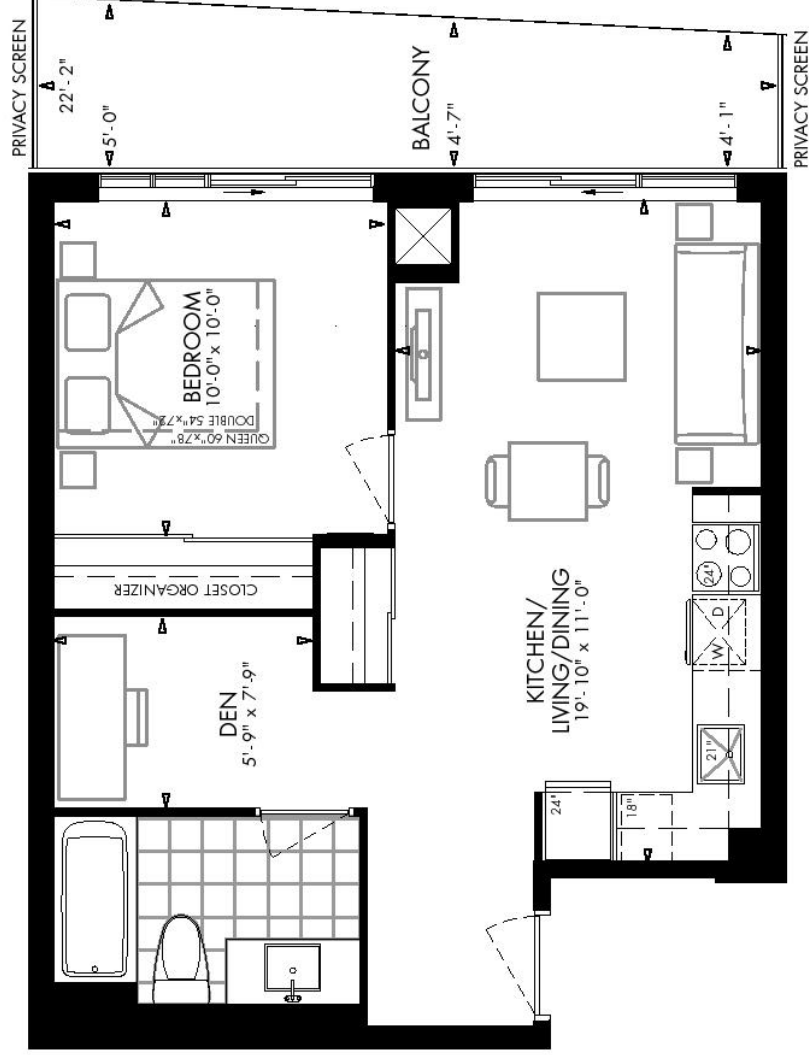 PRIVACY SCREEN
22'-2"
5'-0"
BALCONY
4'-7"
4'-1"
PRIVACY SCREEN
BEDROOM
10'-0" x 10'-0"
DOUBLE 54"x72"
QUEEN 60"x78"
CLOSET ORGANIZER
DEN
5'-9" x 7'-9"
KITCHEN/
LIVING/DINING
19'-10" x 11'-0"
24"
W D
21"
24"
18"